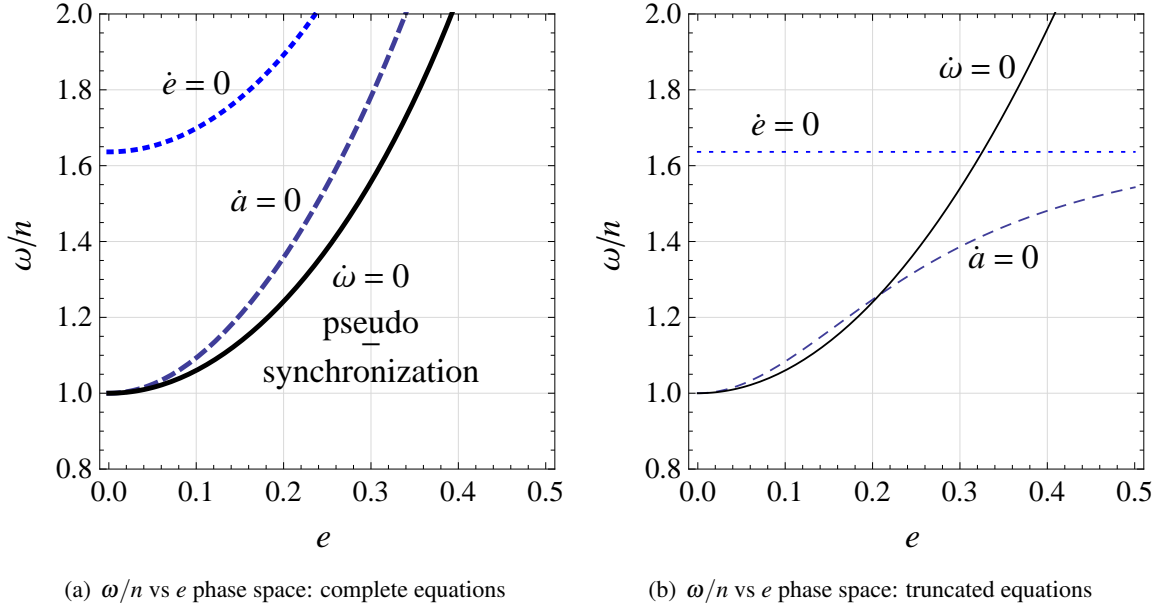 2.0
1.8
1.6
1.4
1.2
1.0
0.8
ω/n
ė = 0
ȧ = 0
ω̇ = 0
pseudo
–
synchronization
0.0 0.1 0.2 0.3 0.4 0.5
e
(a) ω/n vs e phase space: complete equations
2.0
1.8
1.6
1.4
1.2
1.0
0.8
ω/n
ω̇ = 0
ė = 0
ȧ = 0
0.0 0.1 0.2 0.3 0.4 0.5
e
(b) ω/n vs e phase space: truncated equations